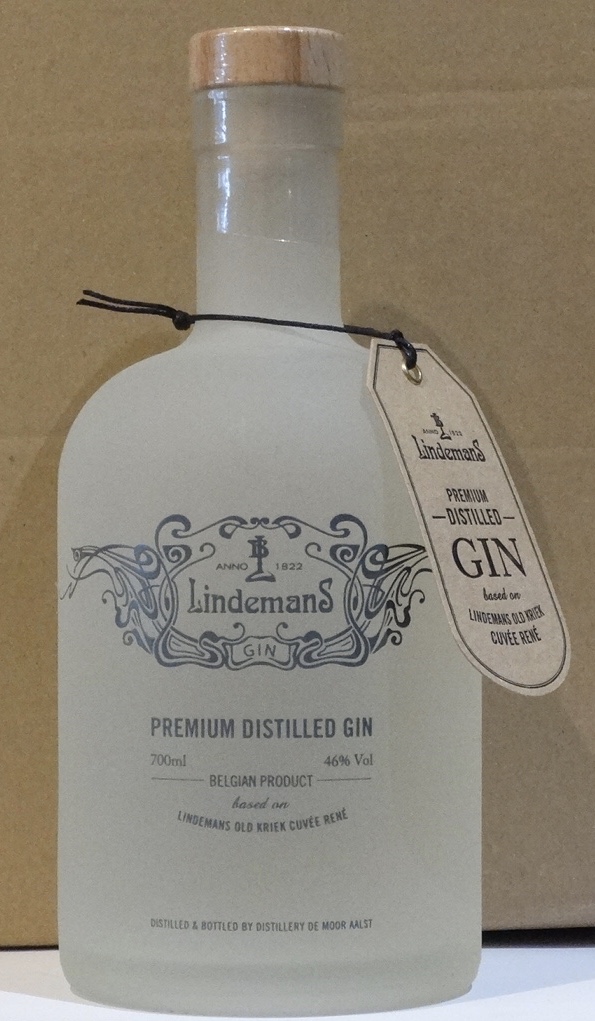 ANNO 1822
LindemanS
GIN
PREMIUM DISTILLED GIN
700ml 46% Vol
BELGIAN PRODUCT
based on
LINDEMANS OLD KRIEK CUVÉE RENÉ
DISTILLED & BOTTLED BY DISTILLERY DE MOOR AALST
ANNO 1822
LindemanS
PREMIUM
DISTILLED
GIN
based on
LINDEMANS OLD KRIEK
CUVÉE RENÉ